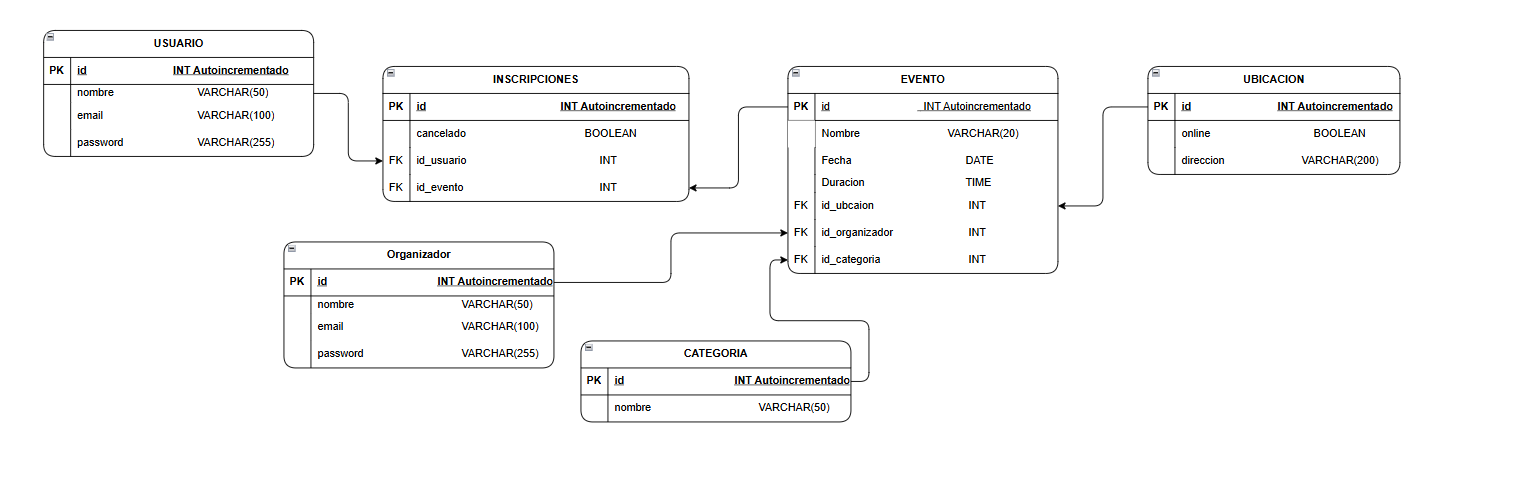 USUARIO
PK id INT Autoincrementado
nombre VARCHAR(50)
email VARCHAR(100)
password VARCHAR(255)
INSCRIPCIONES
PK id INT Autoincrementado
cancelado BOOLEAN
FK id_usuario INT
FK id_evento INT
EVENTO
PK id INT Autoincrementado
Nombre VARCHAR(20)
Fecha DATE
Duracion TIME
FK id_ubcaion INT
FK id_organizador INT
FK id_categoria INT
UBICACION
PK id INT Autoincrementado
online BOOLEAN
direccion VARCHAR(200)
Organizador
PK id INT Autoincrementado
nombre VARCHAR(50)
email VARCHAR(100)
password VARCHAR(255)
CATEGORIA
PK id INT Autoincrementado
nombre VARCHAR(50)